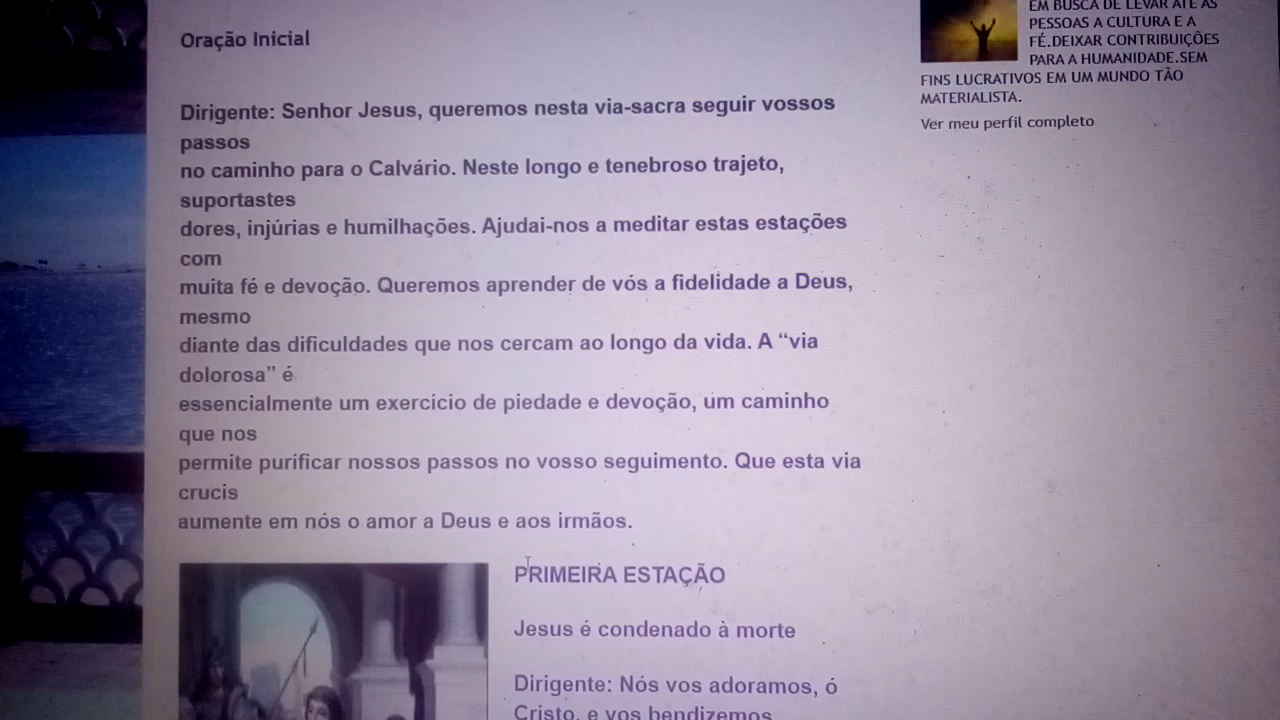 Oração Inicial
Dirigente: Senhor Jesus, queremos nesta via-sacra seguir vossos
passos
no caminho para o Calvário. Neste longo e tenebroso trajeto,
suportastes
dores, injúrias e humilhações. Ajudai-nos a meditar estas estações
com
muita fé e devoção. Queremos aprender de vós a fidelidade a Deus,
mesmo
diante das dificuldades que nos cercam ao longo da vida. A “via
dolorosa” é
essencialmente um exercício de piedade e devoção, um caminho
que nos
permite purificar nossos passos no vosso seguimento. Que esta via
crucis
aumente em nós o amor a Deus e aos irmãos.
PRIMEIRA ESTAÇÃO
Jesus é condenado à morte
Dirigente: Nós vos adoramos, ó
Cristo, e vos bendizemos
EM BUSCA DE LEVAR ATÉ AS
PESSOAS A CULTURA E A
FÉ.DEIXAR CONTRIBUIÇÕES
PARA A HUMANIDADE.SEM
FINS LUCRATIVOS EM UM MUNDO TÃO
MATERIALISTA.
Ver meu perfil completo